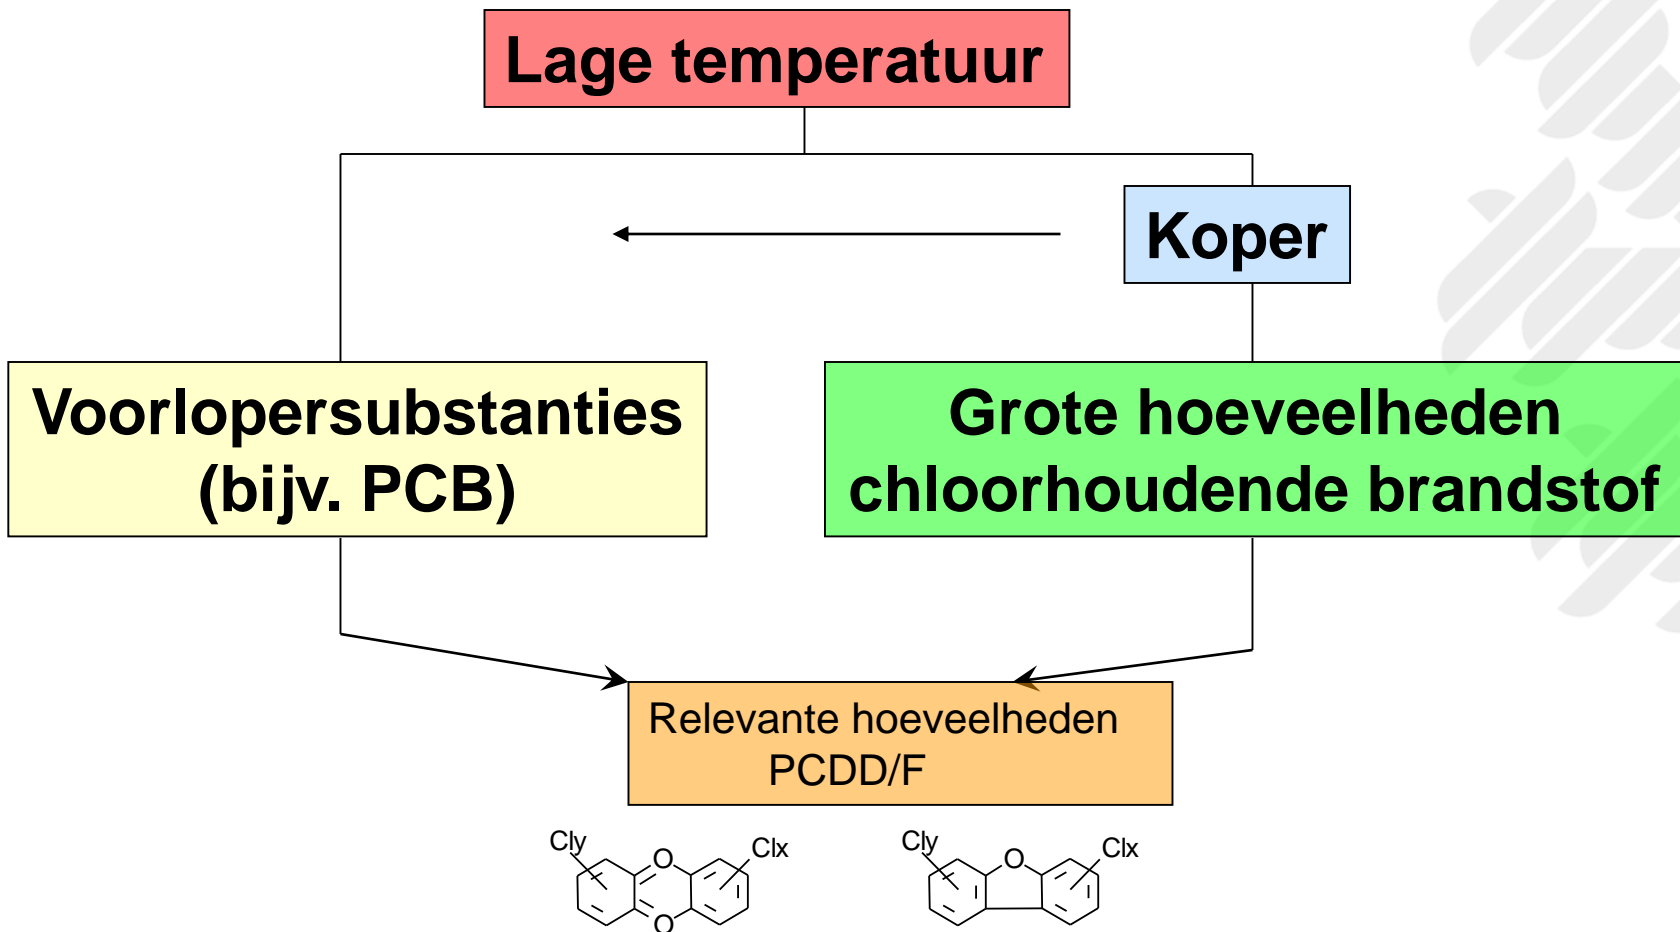 Lage temperatuur
Koper
Voorlopersubstanties
(bijv. PCB)
Grote hoeveelheden
chloorhoudende brandstof
Relevante hoeveelheden
PCDD/F
Cly
O
Clx
O
Cly
O
Clx